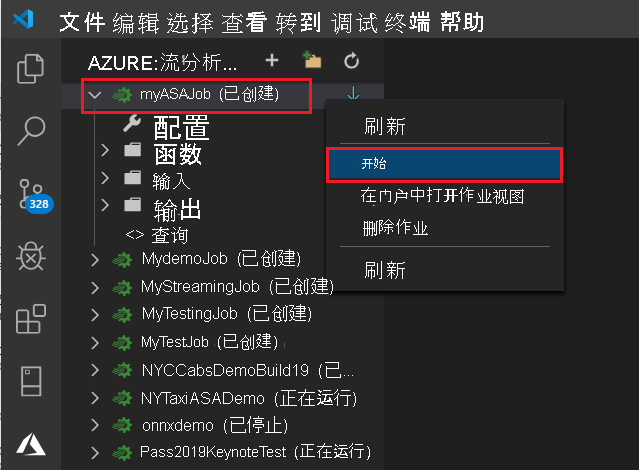 文件 编辑 选择 查看 转到 调试 终端 帮助
AZURE:流分析...
myASAJob (已创建)
配置
函数
输入
输出
<> 查询
MydemoJob (已创建)
MyStreamingJob (已创建)
MyTestingJob (已创建)
MyTestJob (已创建)
NYCCabsDemoBuild19 (已...
NYTaxiASADemo (正在运行)
onnxdemo (已停止)
Pass2019KeynoteTest (正在运行)
328
刷新
开始
在门户中打开作业视图
删除作业
刷新